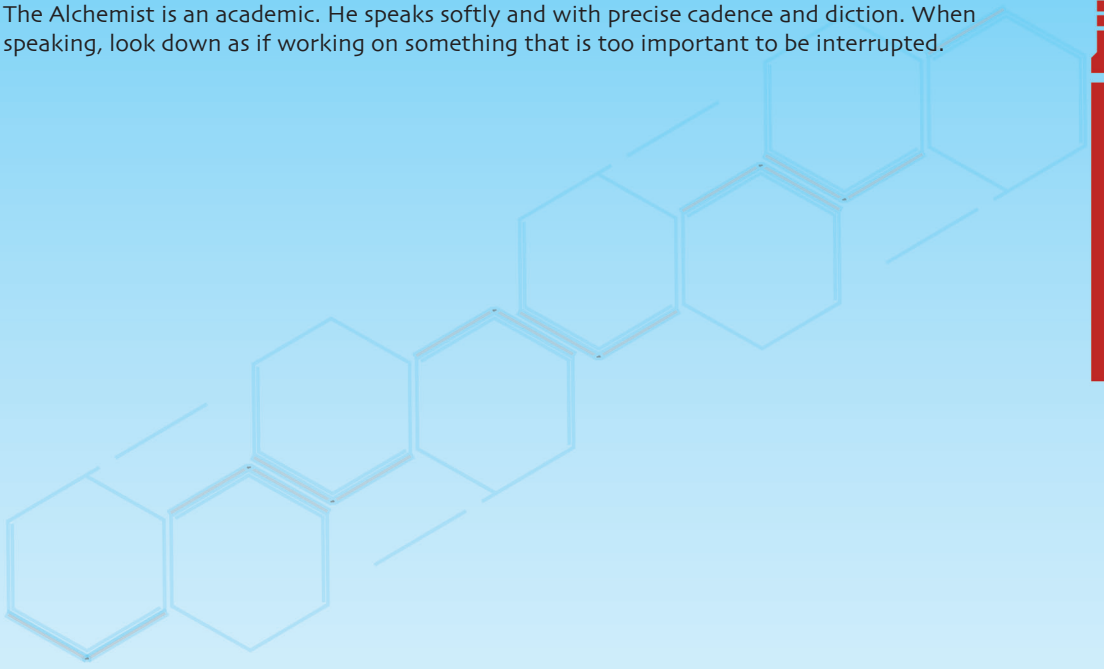 The Alchemist is an academic. He speaks softly and with precise cadence and diction. When
speaking, look down as if working on something that is too important to be interrupted.